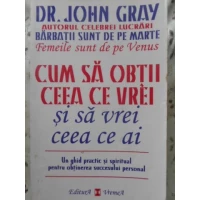 DR. JOHN GRAY
AUTORUL CELEBREI LUCRĂRI
BĂRBAȚII SUNT DE PE MARTE
Femeile sunt de pe Venus
CUM SĂ OBȚII
CEEA CE VREI
și să vrei
ceea ce ai
Un ghid practic și spiritual
pentru obținerea succesului personal
Editura Vremea